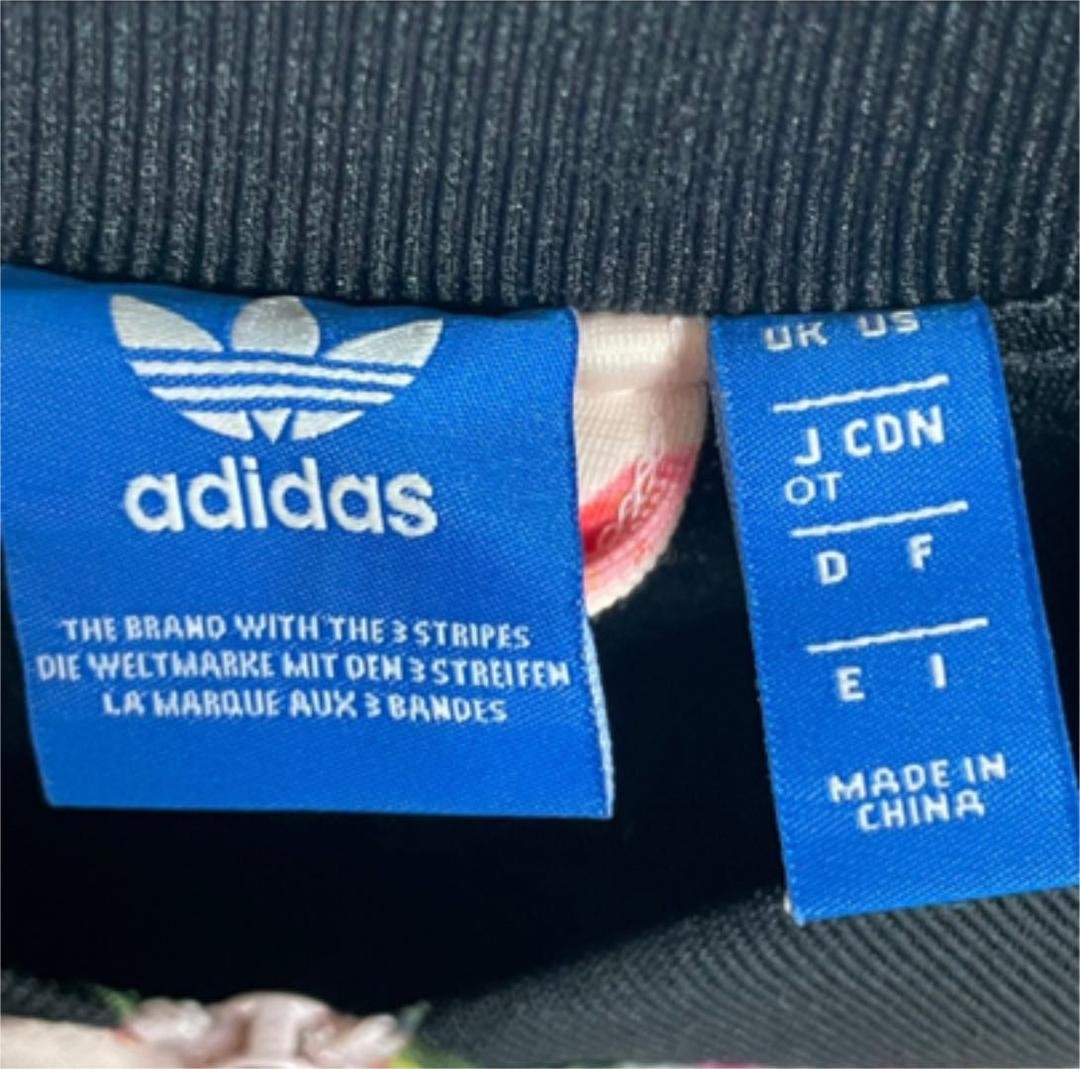 adidas
THE BRAND WITH THE 3 STRIPES
DIE WELTMARKE MIT DEN 3 STREIFEN
LA MARQUE AUX 3 BANDES
UK US
J CDN
OT
D F
E I
MADE IN
CHINA